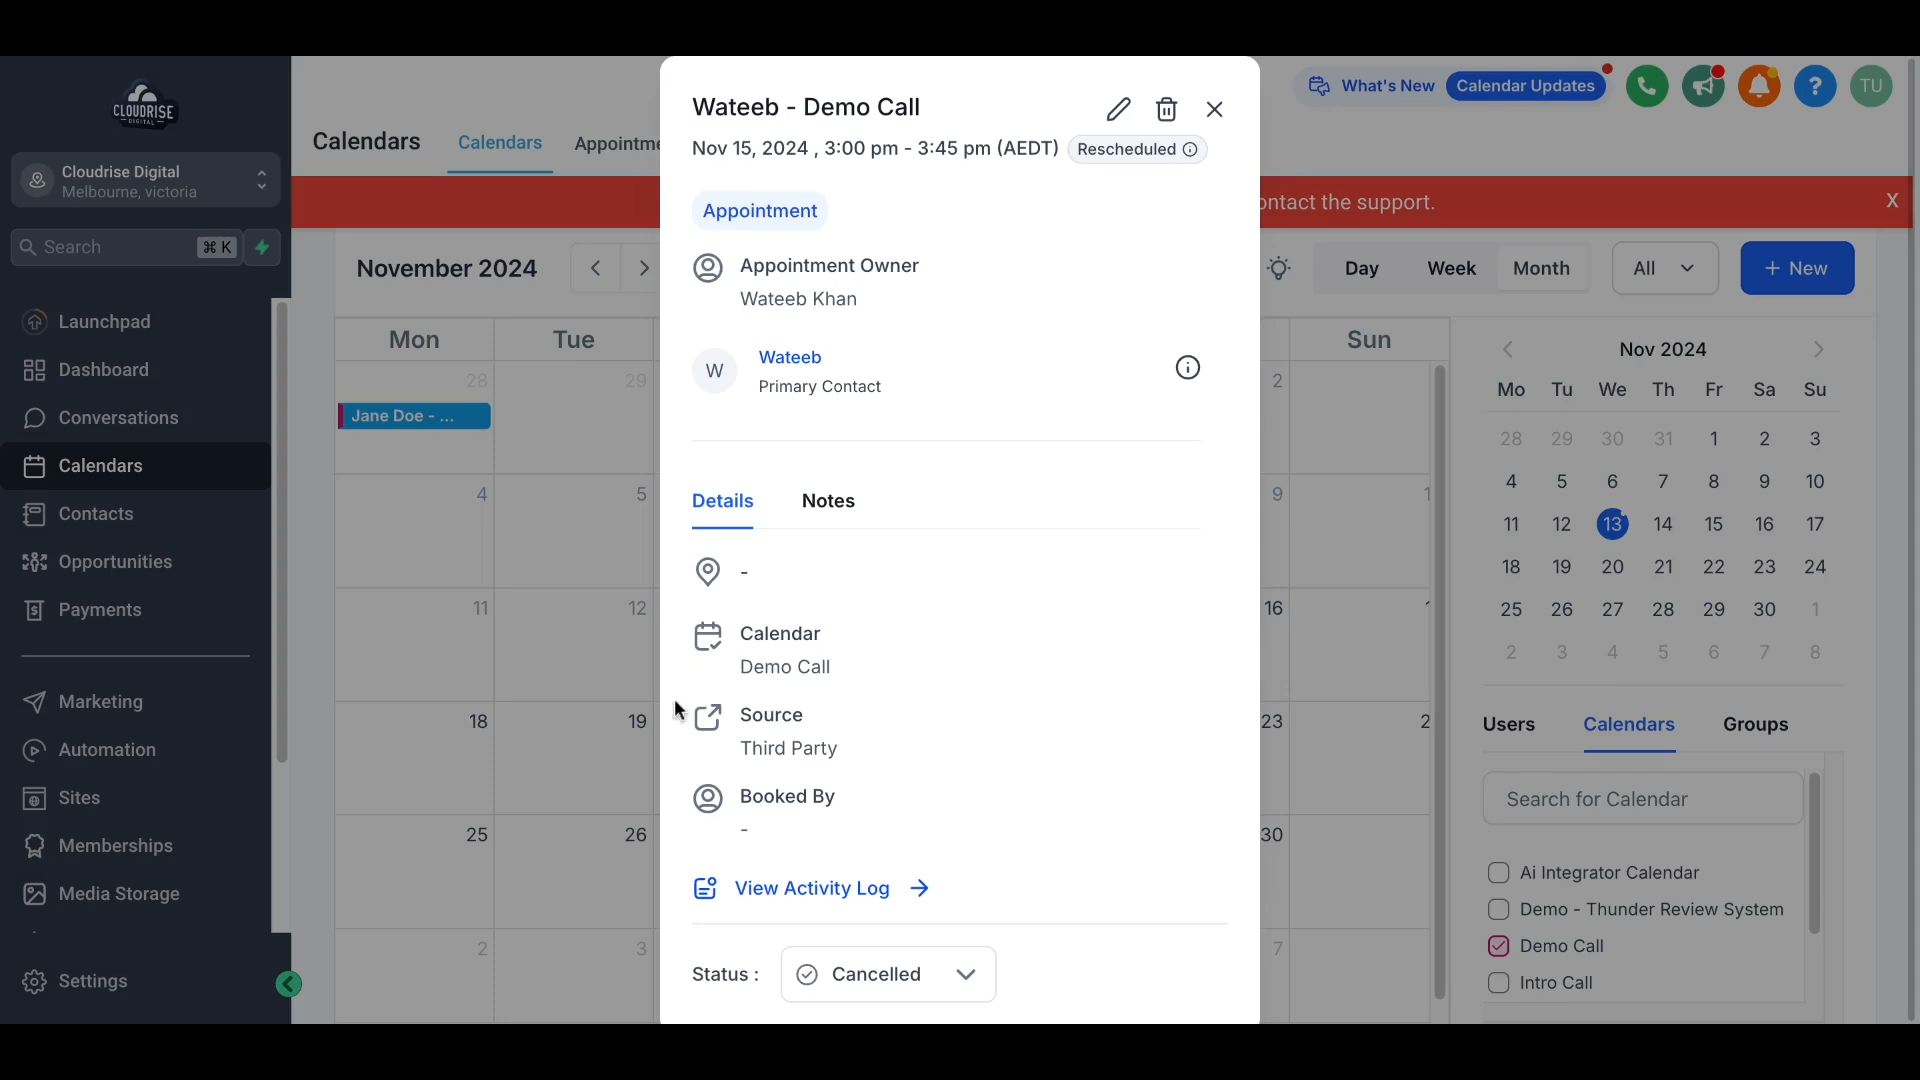 CLOUDRISE
DIGITAL
Cloudrise Digital
Melbourne, victoria
Search
⌘ K
Launchpad
Dashboard
Conversations
Calendars
Contacts
Opportunities
Payments
Marketing
Automation
Sites
Memberships
Media Storage
Settings
Calendars
Calendars
Appointme
What's New
Calendar Updates
?
TU
ontact the support.
X
November 2024
Day
Week
Month
All
+ New
Mon
Tue
Sun
28
29
2
Jane Doe - ...
4
5
9
1
11
12
16
18
19
23
2
25
26
30
2
3
7
Wateeb - Demo Call
Nov 15, 2024 , 3:00 pm - 3:45 pm (AEDT)
Rescheduled
Appointment
Appointment Owner
Wateeb Khan
W
Wateeb
Primary Contact
Details
Notes
-
Calendar
Demo Call
Source
Third Party
Booked By
-
View Activity Log
Status :
Cancelled
Nov 2024
Mo Tu We Th Fr Sa Su
28 29 30 31 1 2 3
4 5 6 7 8 9 10
11 12 13 14 15 16 17
18 19 20 21 22 23 24
25 26 27 28 29 30 1
2 3 4 5 6 7 8
Users
Calendars
Groups
Search for Calendar
Ai Integrator Calendar
Demo - Thunder Review System
Demo Call
Intro Call